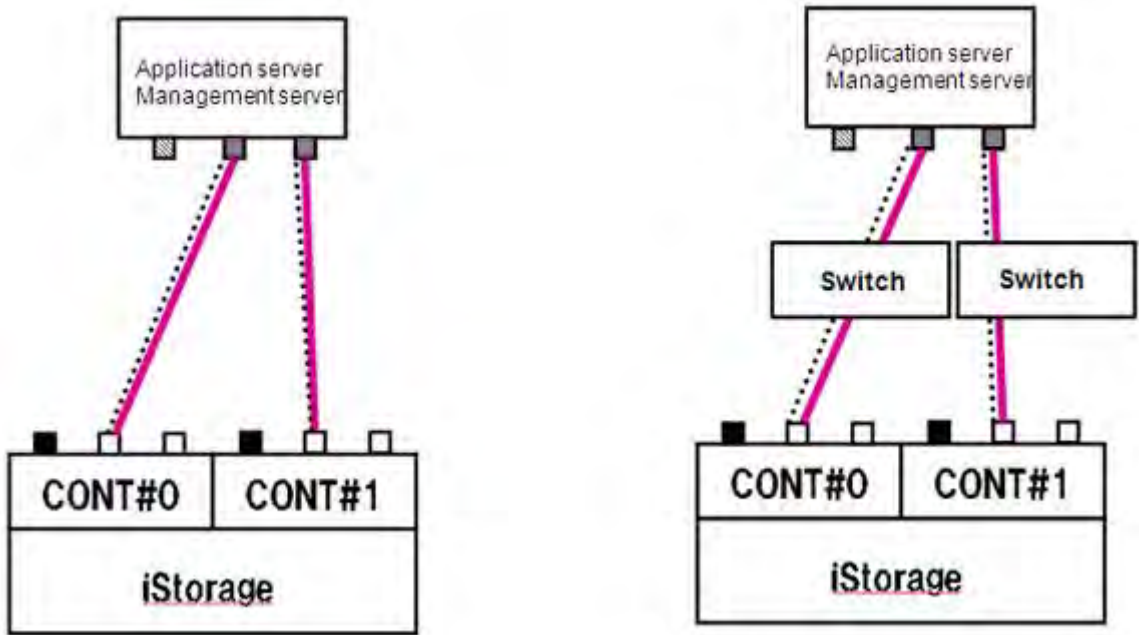 Application server
Management server
CONT#0
CONT#1
iStorage
Application server
Management server
Switch
Switch
CONT#0
CONT#1
iStorage